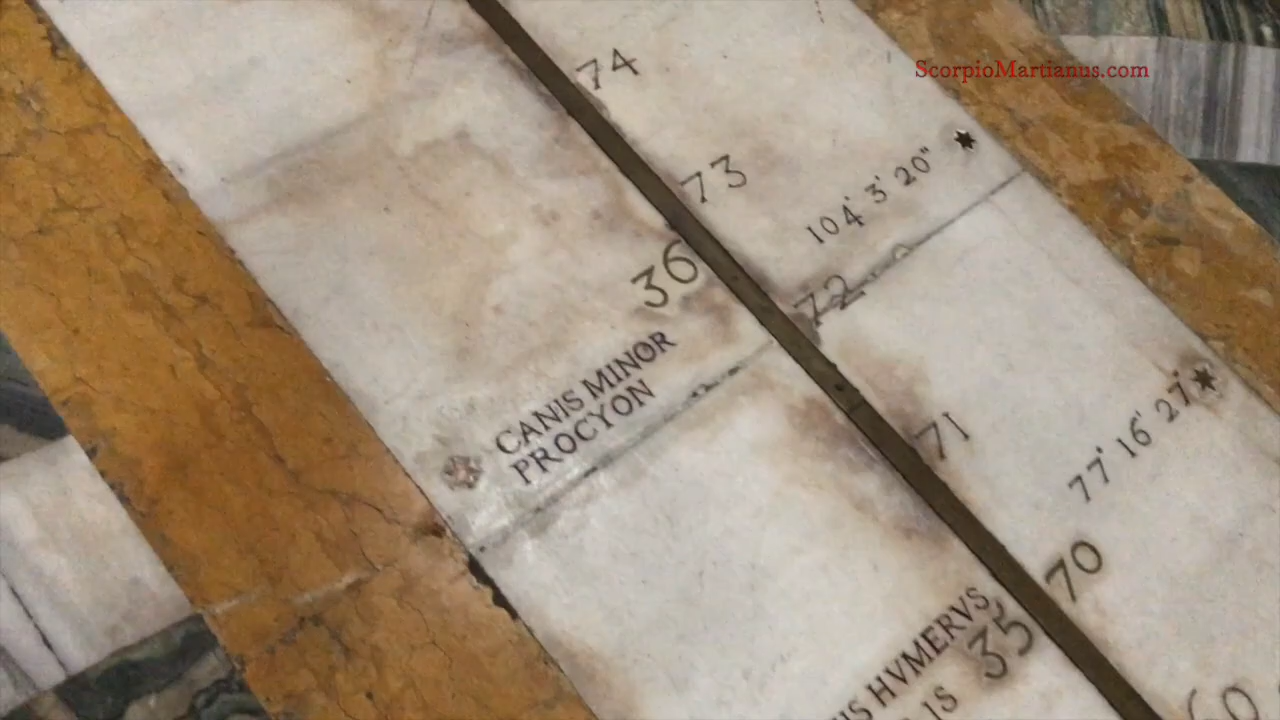 ScorpioMartianus.com
74
73
104° 3' 20"
36
72
CANIS MINOR
PROCYON
71
77° 16' 27"
70
HVMERVS
35